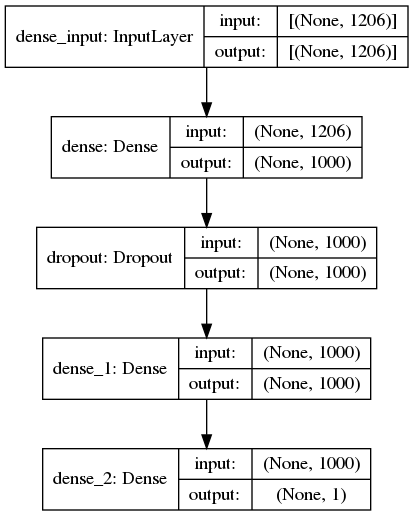 dense_input: InputLayer
input: [(None, 1206)]
output: [(None, 1206)]
dense: Dense
input: (None, 1206)
output: (None, 1000)
dropout: Dropout
input: (None, 1000)
output: (None, 1000)
dense_1: Dense
input: (None, 1000)
output: (None, 1000)
dense_2: Dense
input: (None, 1000)
output: (None, 1)